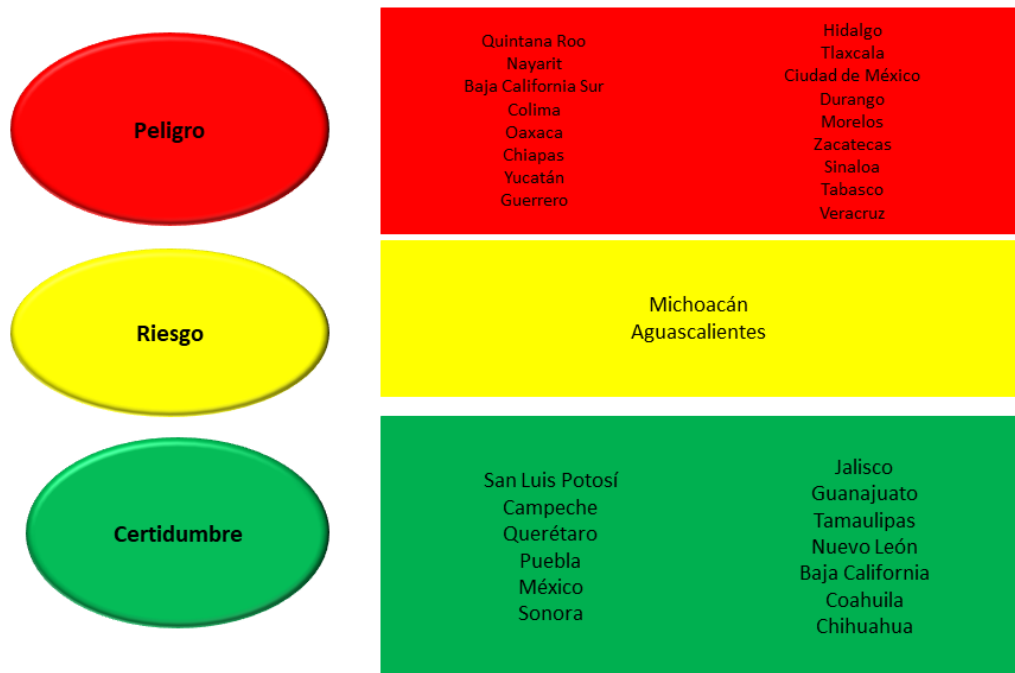 Peligro
Quintana Roo
Nayarit
Baja California Sur
Colima
Oaxaca
Chiapas
Yucatán
Guerrero
Hidalgo
Tlaxcala
Ciudad de México
Durango
Morelos
Zacatecas
Sinaloa
Tabasco
Veracruz
Riesgo
Michoacán
Aguascalientes
Certidumbre
San Luis Potosí
Campeche
Querétaro
Puebla
México
Sonora
Jalisco
Guanajuato
Tamaulipas
Nuevo León
Baja California
Coahuila
Chihuahua